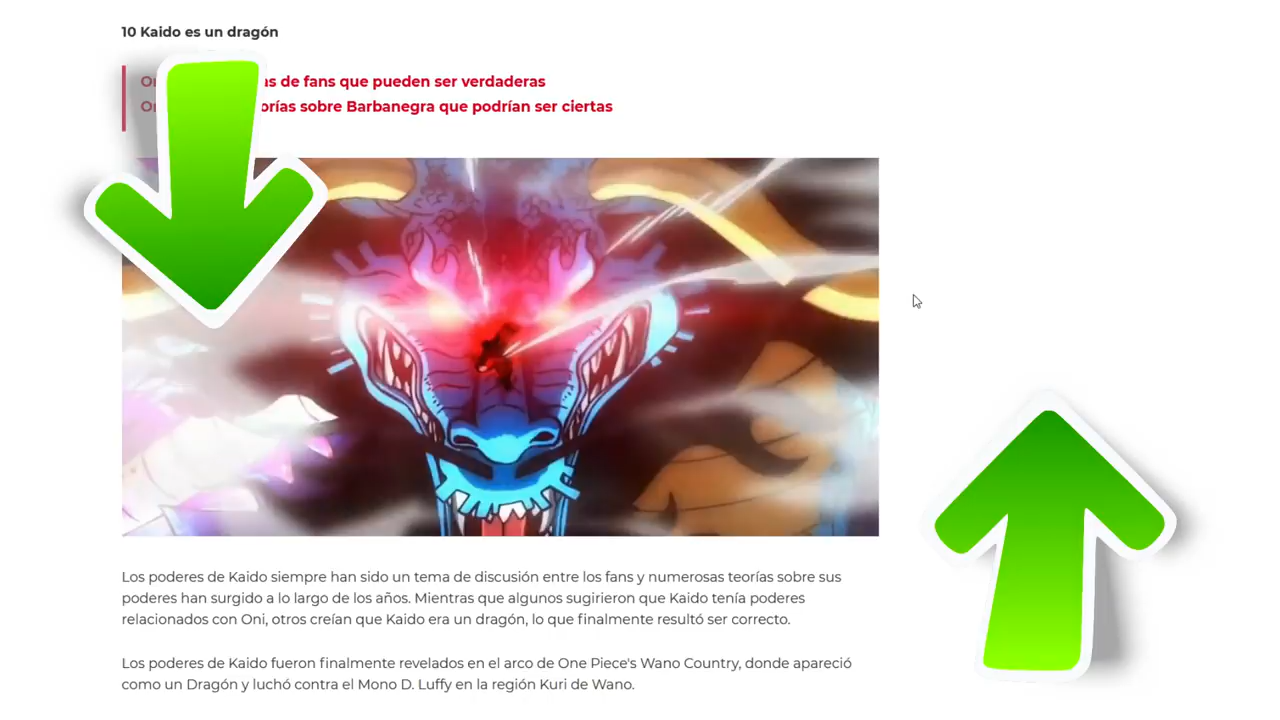 10 Kaido es un dragón
de fans que pueden ser verdaderas
sobre Barbanegra que podrían ser ciertas
Los poderes de Kaido siempre han sido un tema de discusión entre los fans y numerosas teorías sobre sus
poderes han surgido a lo largo de los años. Mientras que algunos sugirieron que Kaido tenía poderes
relacionados con Oni, otros creían que Kaido era un dragón, lo que finalmente resultó ser correcto.
Los poderes de Kaido fueron finalmente revelados en el arco de One Piece's Wano Country, donde apareció
como un Dragón y luchó contra el Mono D. Luffy en la región Kuri de Wano.